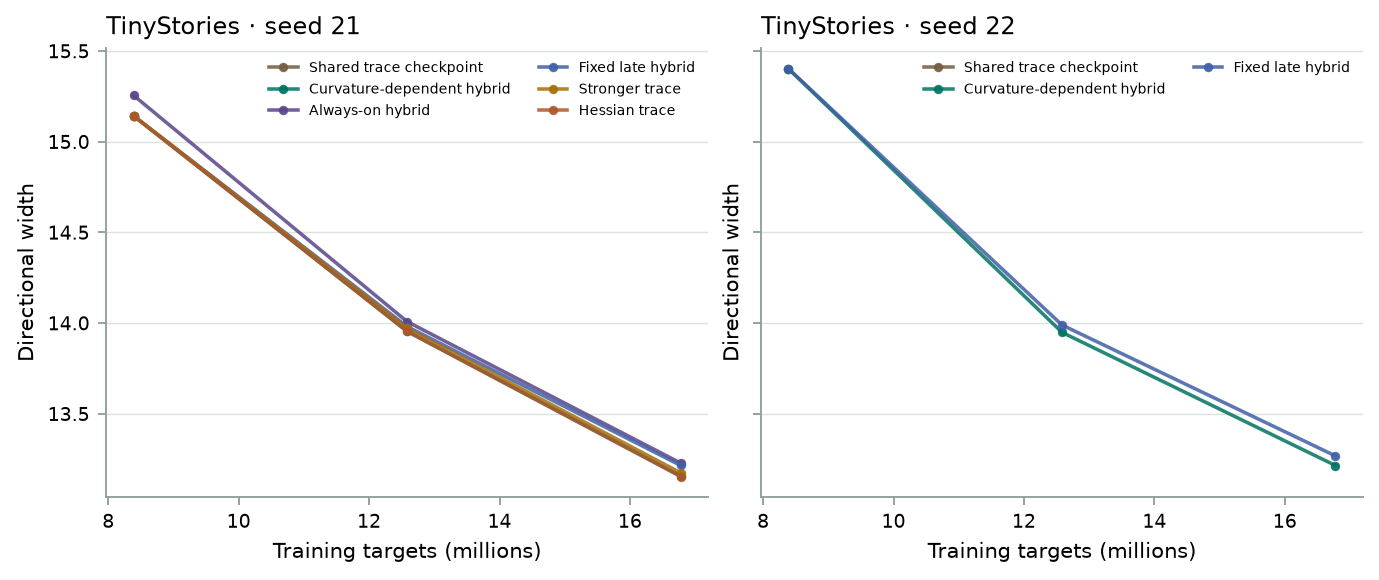 TinyStories · seed 21
15.5
15.0
14.5
14.0
13.5
Directional width
Shared trace checkpoint
Curvature-dependent hybrid
Always-on hybrid
Fixed late hybrid
Stronger trace
Hessian trace
8
10
12
14
16
Training targets (millions)
TinyStories · seed 22
Directional width
Shared trace checkpoint
Curvature-dependent hybrid
Fixed late hybrid
8
10
12
14
16
Training targets (millions)